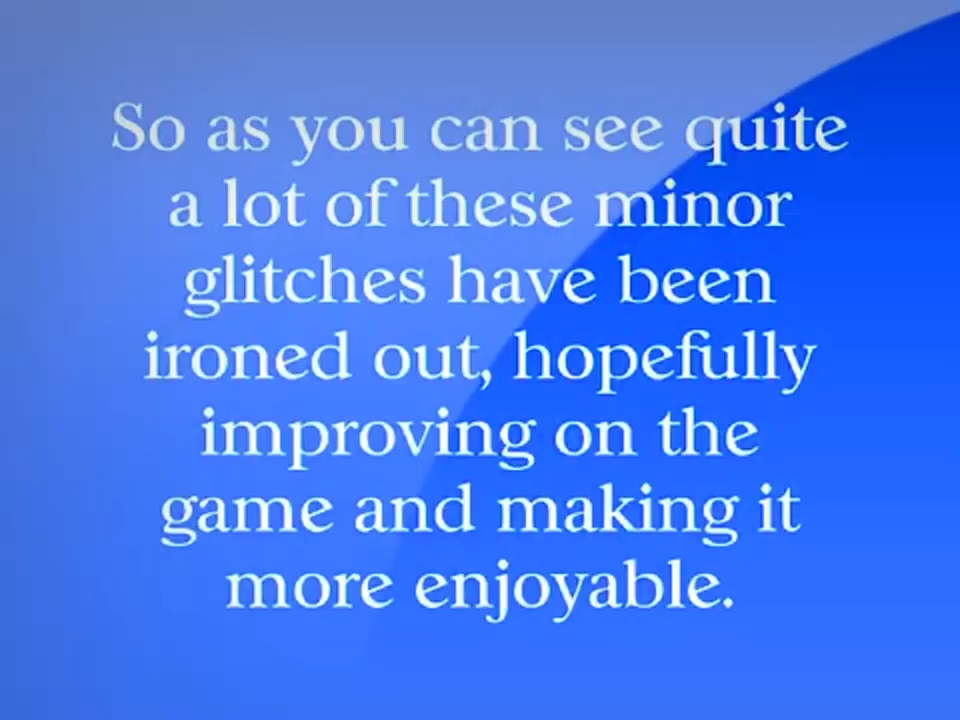 So as you can see quite
a lot of these minor
glitches have been
ironed out, hopefully
improving on the
game and making it
more enjoyable.